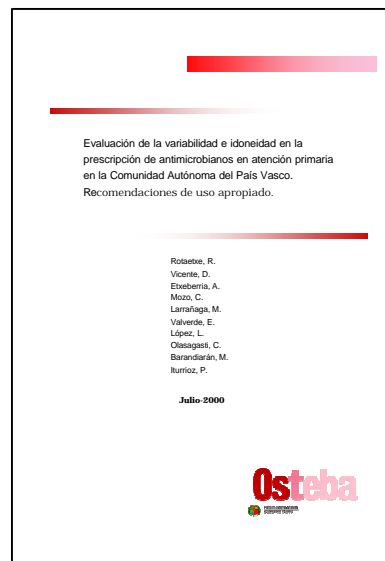 Evaluación de la variabilidad e idoneidad en la
prescripción de antimicrobianos en atención primaria
en la Comunidad Autónoma del País Vasco.
Recomendaciones de uso apropiado.
Rotaetxe, R.
Vicente, D.
Etxeberria, A.
Mozo, C.
Larrañaga, M.
Valverde, E.
López, L.
Olasagasti, C.
Barandiarán, M.
Iturrioz, P.
Julio-2000
Osteba